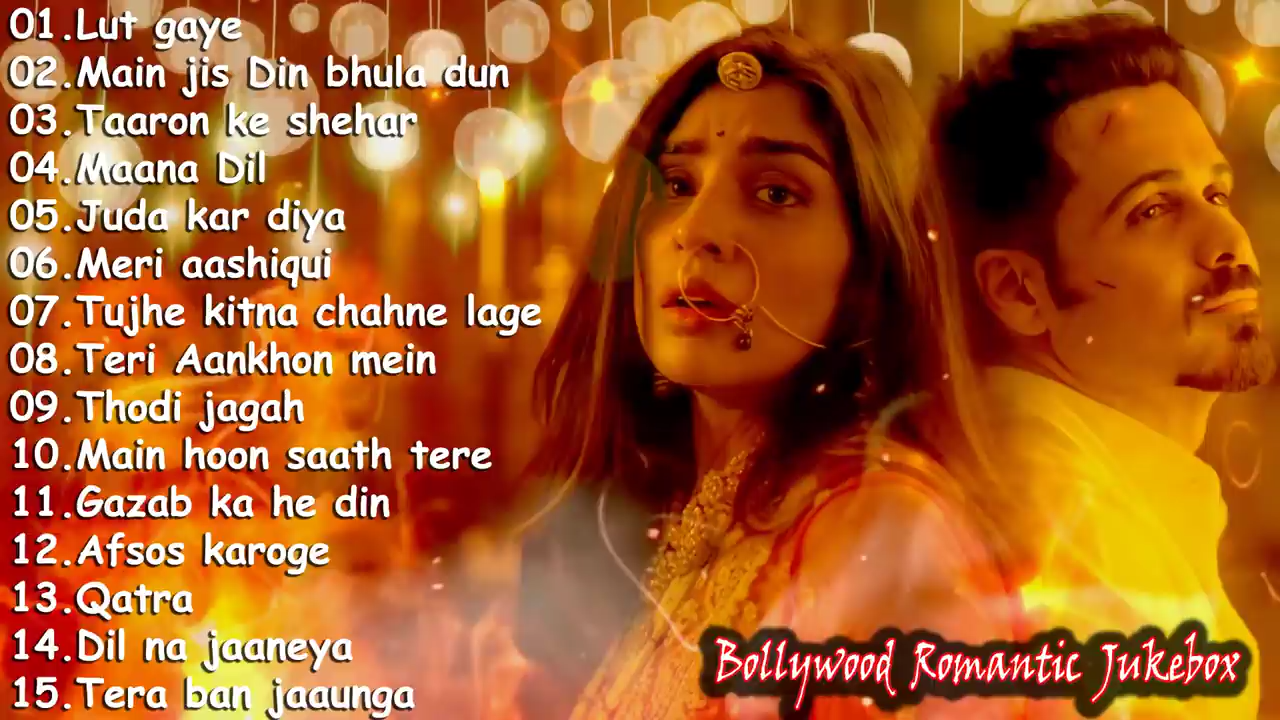 01.Lut gaye
02.Main jis Din bhula dun
03.Taaron ke shehar
04.Maana Dil
05.Juda kar diya
06.Meri aashiqui
07.Tujhe kitna chahne lage
08.Teri Aankhon mein
09.Thodi jagah
10.Main hoon saath tere
11.Gazab ka he din
12.Afsos karoge
13.Qatra
14.Dil na jaaneya
15.Tera ban jaaunga
Bollywood Romantic Jukebox